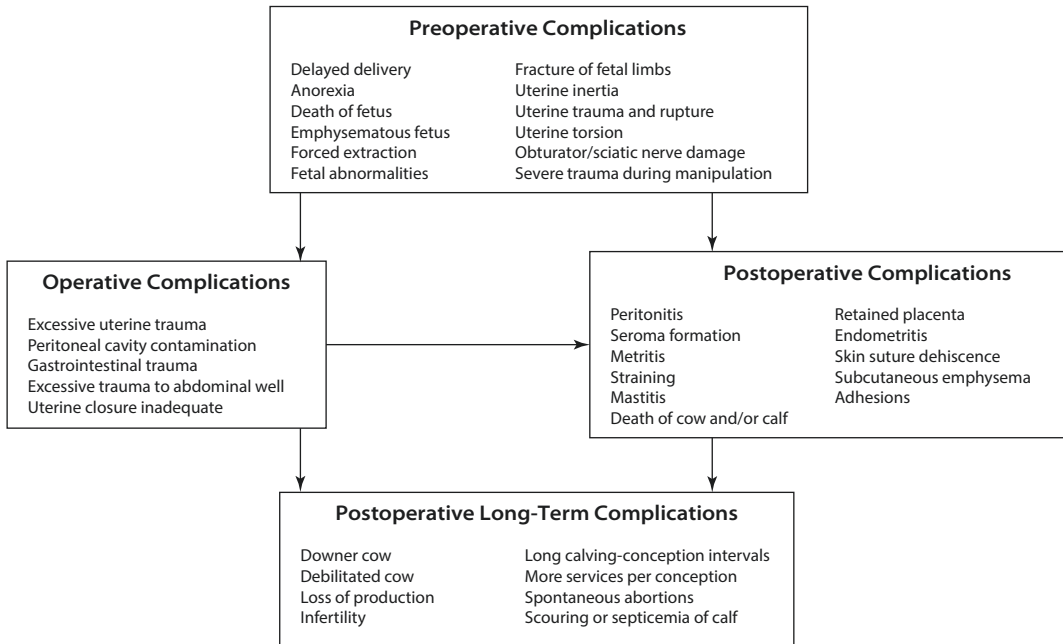 Preoperative Complications
Delayed delivery
Anorexia
Death of fetus
Emphysematous fetus
Forced extraction
Fetal abnormalities
Fracture of fetal limbs
Uterine inertia
Uterine trauma and rupture
Uterine torsion
Obturator/sciatic nerve damage
Severe trauma during manipulation
Operative Complications
Excessive uterine trauma
Peritoneal cavity contamination
Gastrointestinal trauma
Excessive trauma to abdominal well
Uterine closure inadequate
Postoperative Complications
Peritonitis
Seroma formation
Metritis
Straining
Mastitis
Death of cow and/or calf
Retained placenta
Endometritis
Skin suture dehiscence
Subcutaneous emphysema
Adhesions
Postoperative Long-Term Complications
Downer cow
Debilitated cow
Loss of production
Infertility
Long calving-conception intervals
More services per conception
Spontaneous abortions
Scouring or septicemia of calf